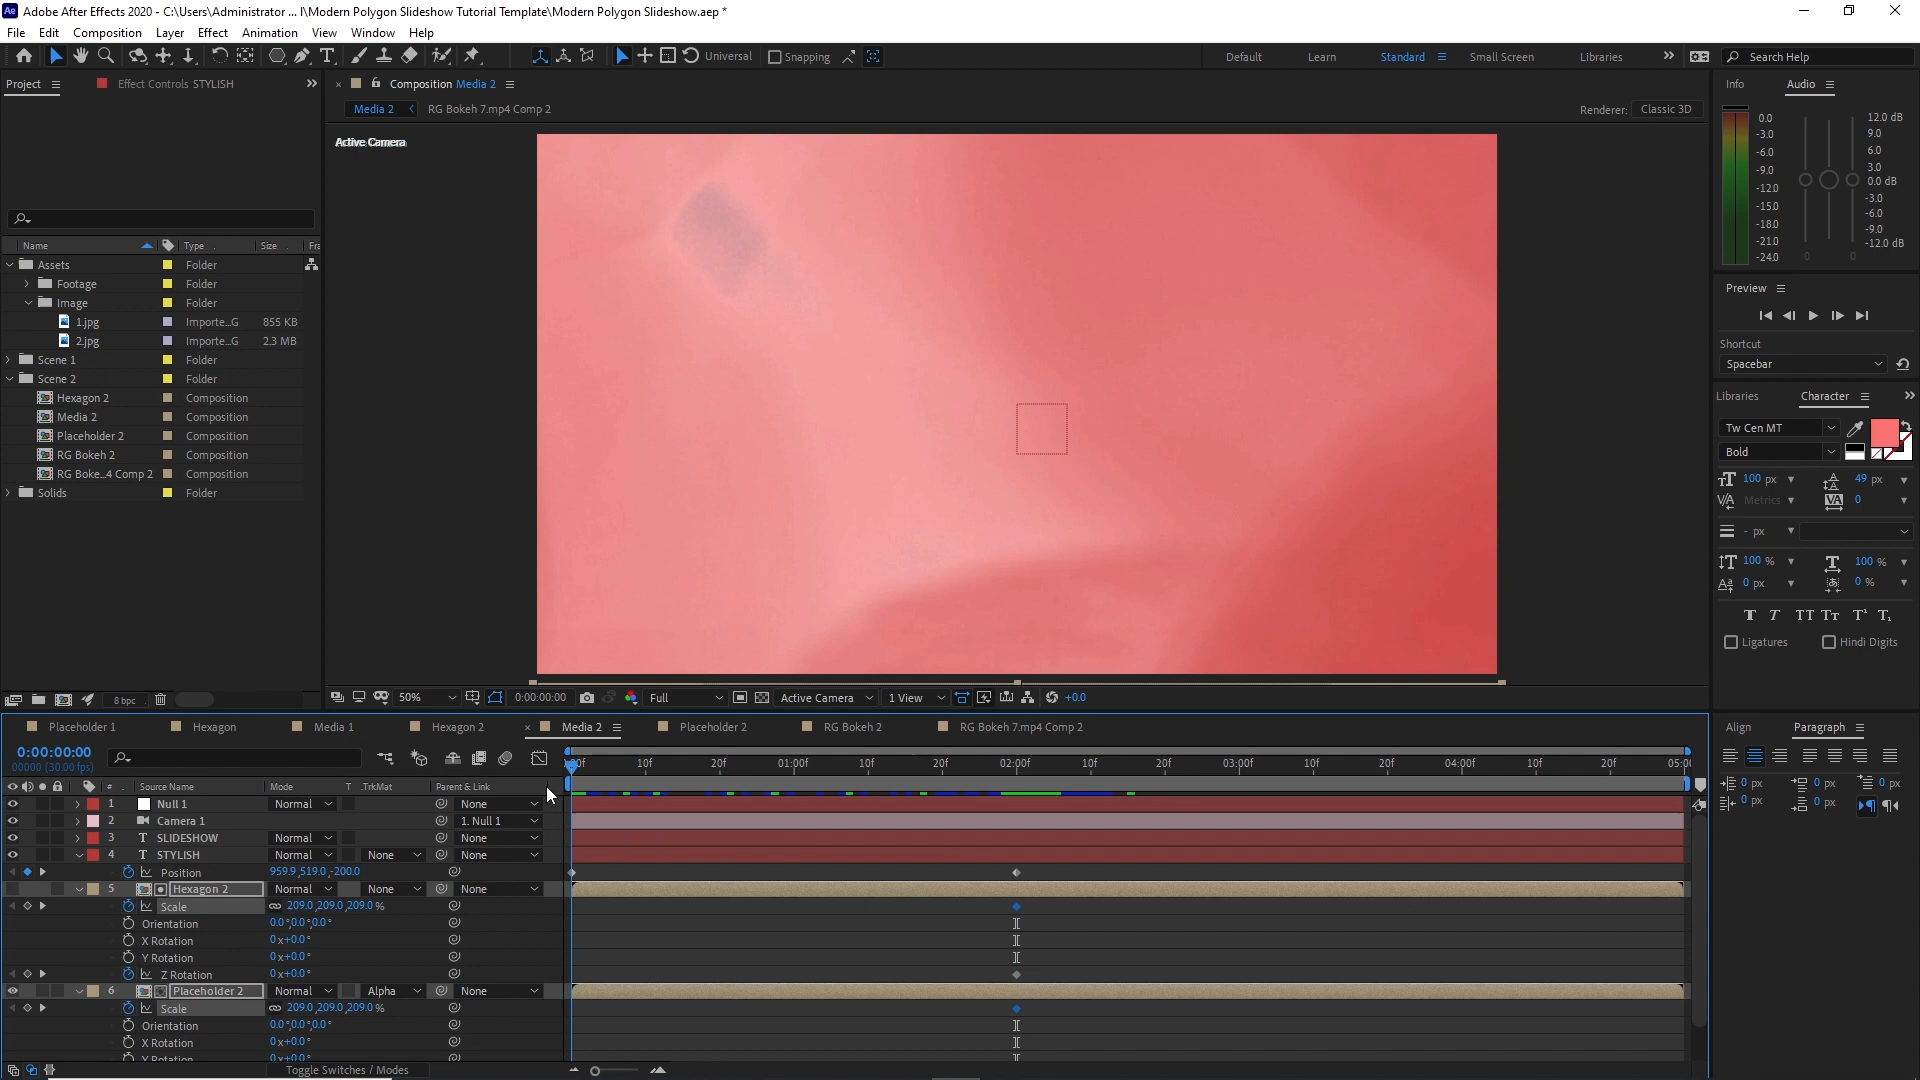 Adobe After Effects 2020 - C:\Users\Administrator ... l\Modern Polygon Slideshow Tutorial Template\Modern Polygon Slideshow.aep *
File Edit Composition Layer Effect Animation View Window Help
Universal Snapping Default Learn Standard Small Screen Libraries Search Help
Project Effect Controls STYLISH Composition Media 2 Info Audio
Media 2 RG Bokeh 7.mp4 Comp 2 Renderer: Classic 3D
Active Camera
0.0 12.0 dB
-3.0 9.0
-6.0 6.0
-9.0 3.0
-12.0 0.0 dB
-15.0 -3.0
-18.0 -6.0
-21.0 -9.0
-24.0 0 0 -12.0 dB
Name Type Size Fra
Assets Folder
Footage Folder
Image Folder
1.jpg Importe...G 855 KB
2.jpg Importe...G 2.3 MB
Scene 1 Folder
Scene 2 Folder
Hexagon 2 Composition
Media 2 Composition
Placeholder 2 Composition
RG Bokeh 2 Composition
RG Boke...4 Comp 2 Composition
Solids Folder
Preview
Shortcut
Spacebar
Libraries Character
Tw Cen MT
Bold
100 px 49 px
Metrics 0
- px
100 % 100 %
0 px 0 %
Ligatures Hindi Digits
8 bpc 50% 0:00:00:00 Full Active Camera 1 View +0.0
Placeholder 1 Hexagon Media 1 Hexagon 2 Media 2 Placeholder 2 RG Bokeh 2 RG Bokeh 7.mp4 Comp 2
Align Paragraph
0 px 0 px 0 px
0 px 0 px
0:00:00:00
00000 (30.00 fps)
:00f 10f 20f 01:00f 10f 20f 02:00f 10f 20f 03:00f 10f 20f 04:00f 10f 20f 05:00
# Source Name Mode T .TrkMat Parent & Link
1 Null 1 Normal None
2 Camera 1 1. Null 1
3 SLIDESHOW Normal None
4 STYLISH Normal None None
Position 959.9,519.0,-200.0
5 Hexagon 2 Normal None None
Scale 209.0,209.0,209.0%
Orientation 0.0°,0.0°,0.0°
X Rotation 0x+0.0°
Y Rotation 0x+0.0°
Z Rotation 0x+0.0°
6 Placeholder 2 Normal Alpha None
Scale 209.0,209.0,209.0%
Orientation 0.0°,0.0°,0.0°
X Rotation 0x+0.0°
Y Rotation 0x+0.0°
Toggle Switches / Modes